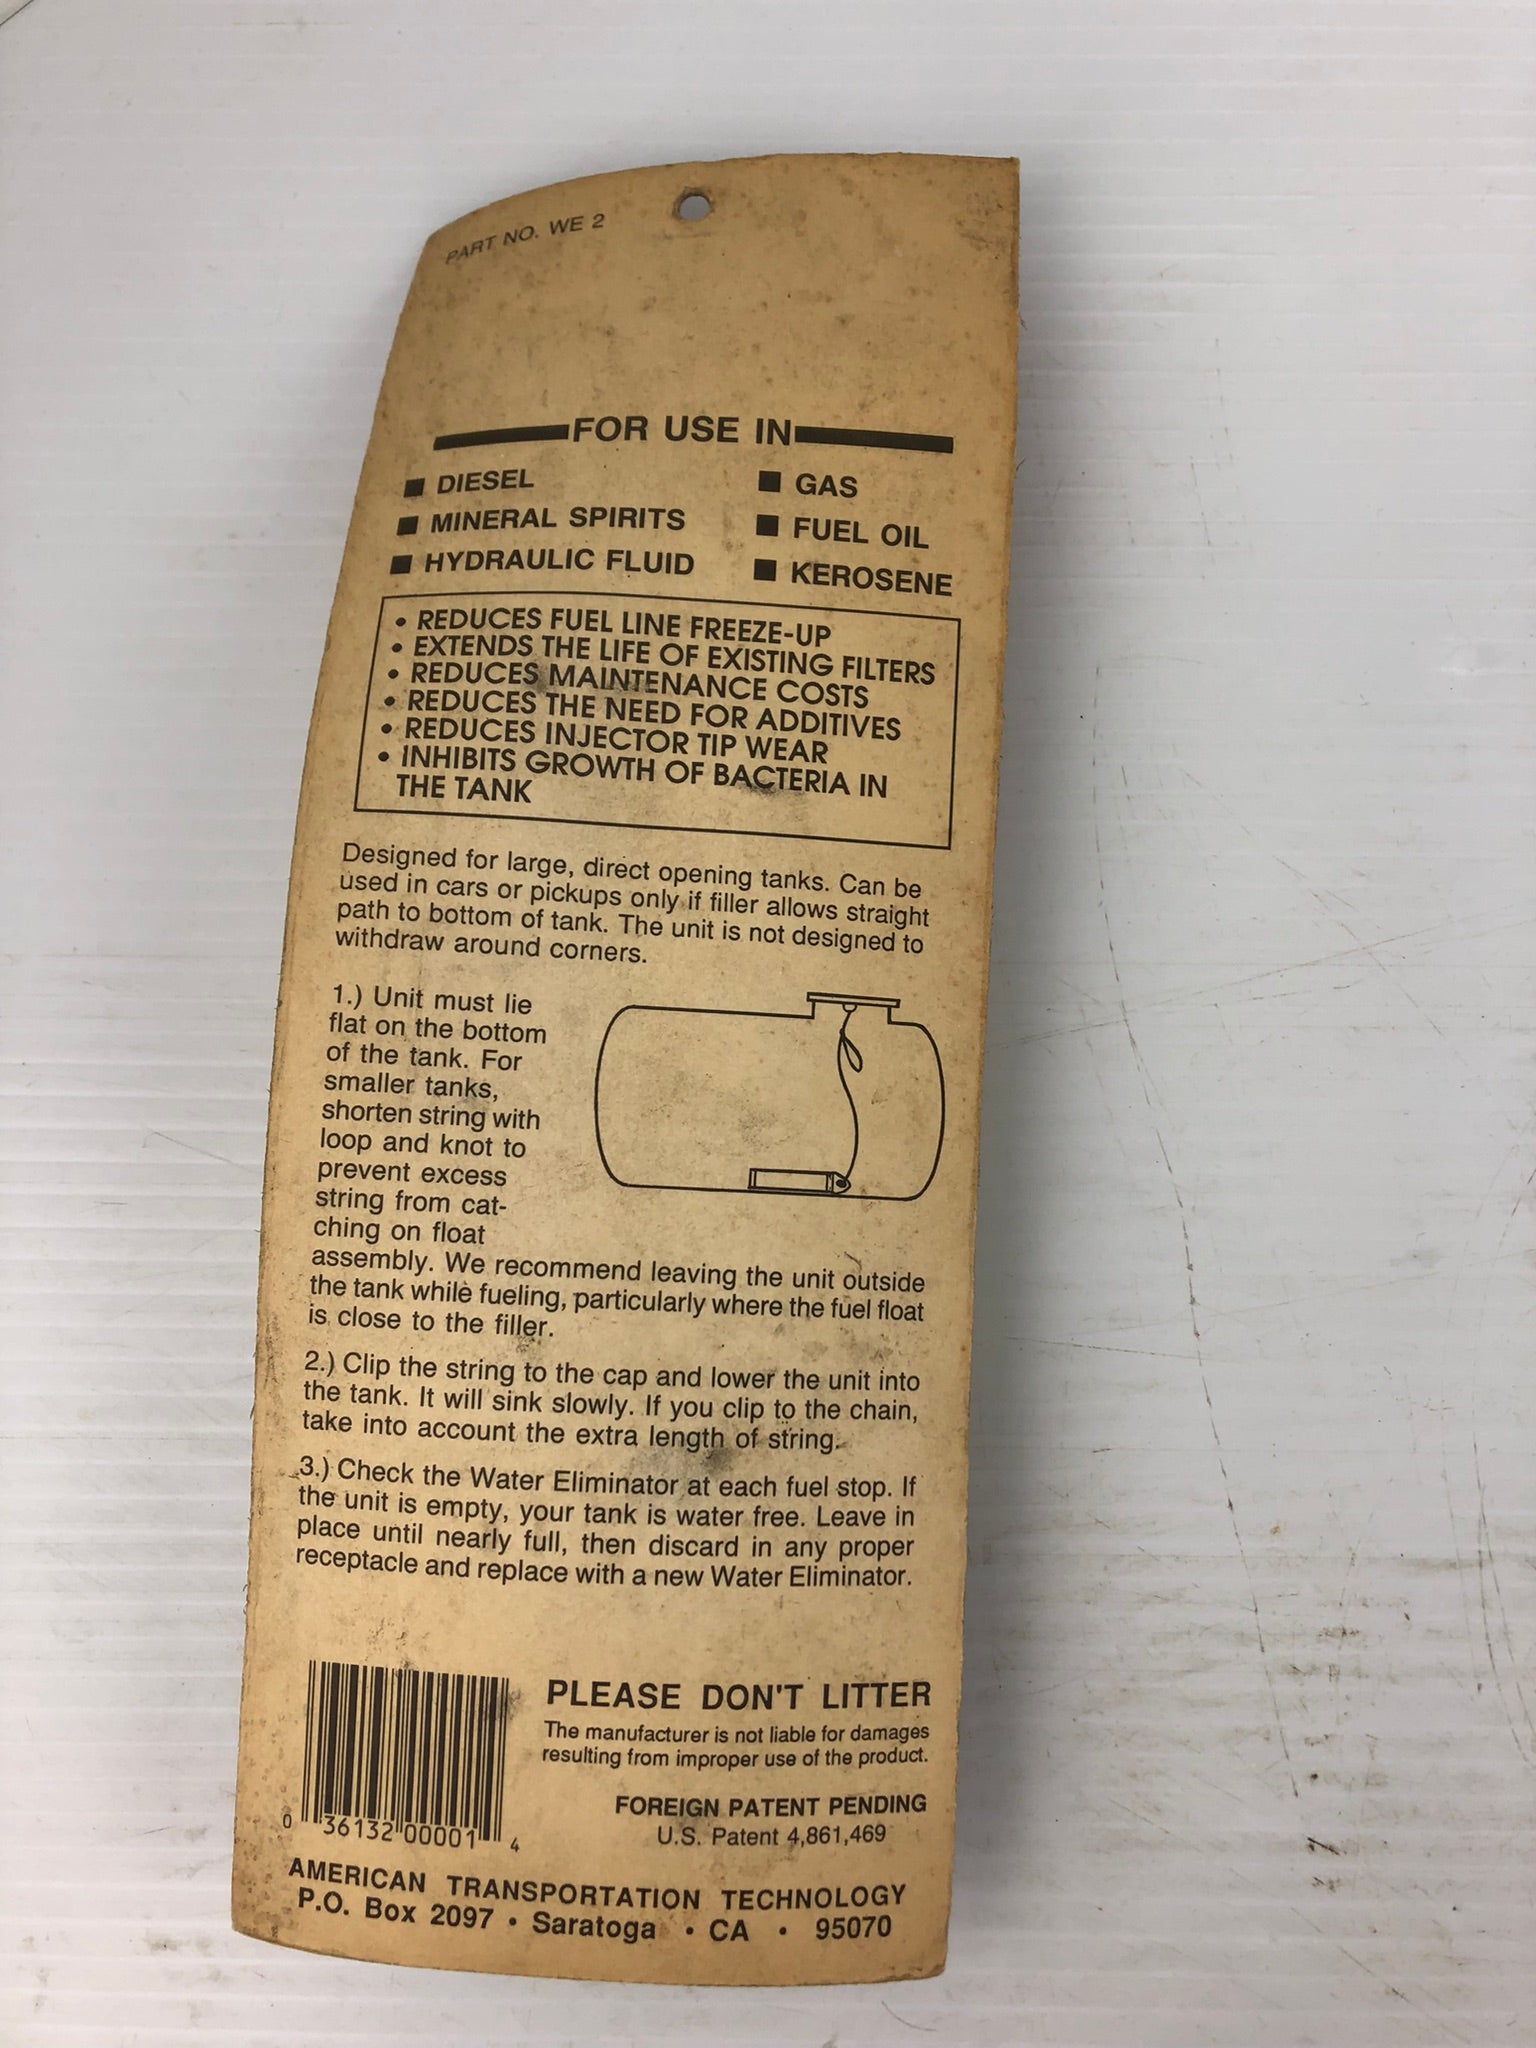 PART NO. WE 2
FOR USE IN
■ DIESEL ■ GAS
■ MINERAL SPIRITS ■ FUEL OIL
■ HYDRAULIC FLUID ■ KEROSENE
• REDUCES FUEL LINE FREEZE-UP
• EXTENDS THE LIFE OF EXISTING FILTERS
• REDUCES MAINTENANCE COSTS
• REDUCES THE NEED FOR ADDITIVES
• REDUCES INJECTOR TIP WEAR
• INHIBITS GROWTH OF BACTERIA IN
THE TANK
Designed for large, direct opening tanks. Can be
used in cars or pickups only if filler allows straight
path to bottom of tank. The unit is not designed to
withdraw around corners.
1.) Unit must lie
flat on the bottom
of the tank. For
smaller tanks,
shorten string with
loop and knot to
prevent excess
string from cat-
ching on float
assembly. We recommend leaving the unit outside
the tank while fueling, particularly where the fuel float
is close to the filler.
2.) Clip the string to the cap and lower the unit into
the tank. It will sink slowly. If you clip to the chain,
take into account the extra length of string.
3.) Check the Water Eliminator at each fuel stop. If
the unit is empty, your tank is water free. Leave in
place until nearly full, then discard in any proper
receptacle and replace with a new Water Eliminator.
PLEASE DON'T LITTER
The manufacturer is not liable for damages
resulting from improper use of the product.
FOREIGN PATENT PENDING
U.S. Patent 4,861,469
0 36132 00001 4
AMERICAN TRANSPORTATION TECHNOLOGY
P.O. Box 2097 • Saratoga • CA • 95070